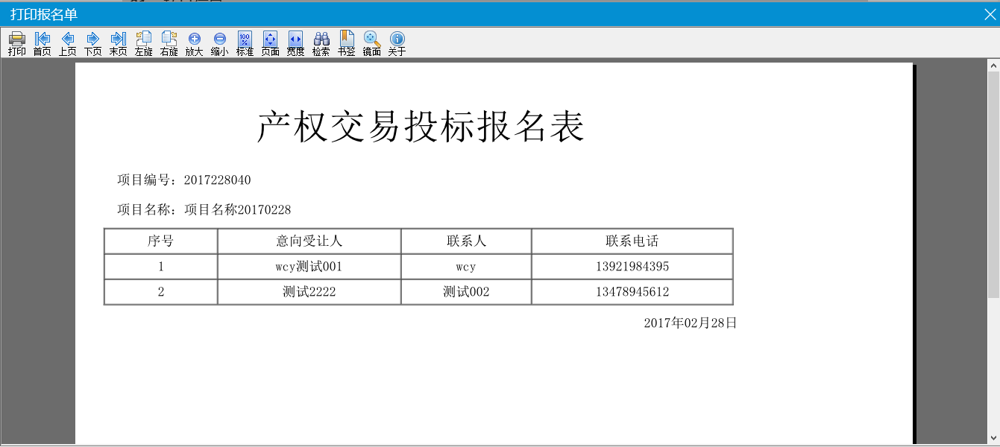 打印报名单
打印 首页 上页 下页 末页 左旋 右旋 放大 缩小 标准 页面 宽度 检索 书签 镜面 关于
产权交易投标报名表
项目编号：2017228040
项目名称：项目名称20170228
序号 意向受让人 联系人 联系电话
1 wcy测试001 wcy 13921984395
2 测试2222 测试002 13478945612
2017年02月28日